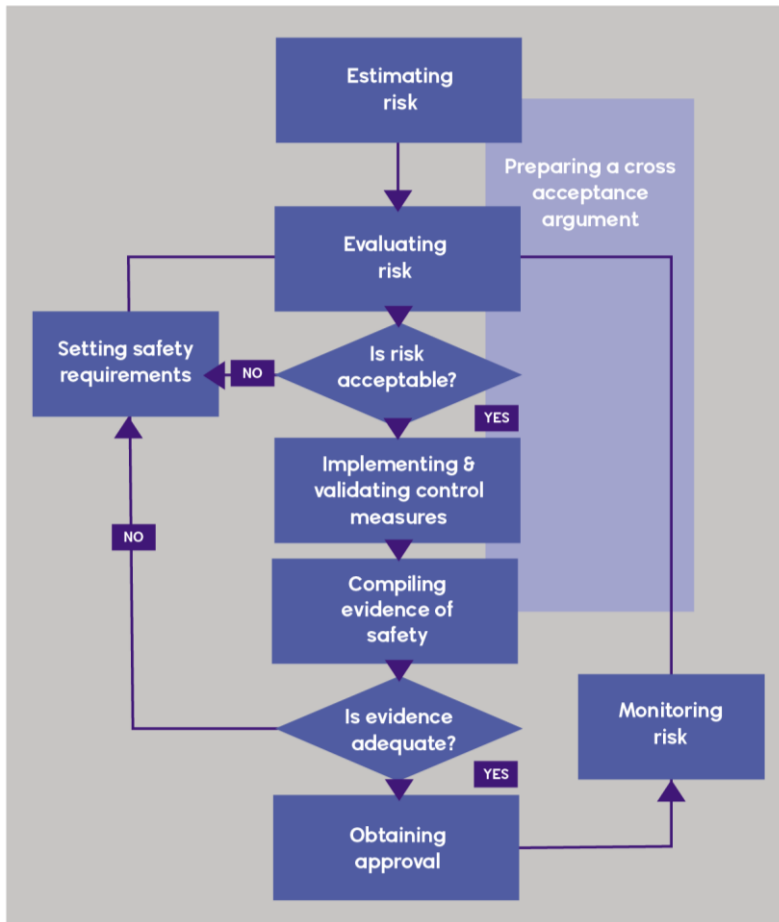 Estimating
risk
Preparing a cross
acceptance
argument
Evaluating
risk
Setting safety
requirements
NO
Is risk
acceptable?
YES
Implementing &
validating control
measures
NO
Compiling
evidence of
safety
Is evidence
adequate?
Monitoring
risk
YES
Obtaining
approval